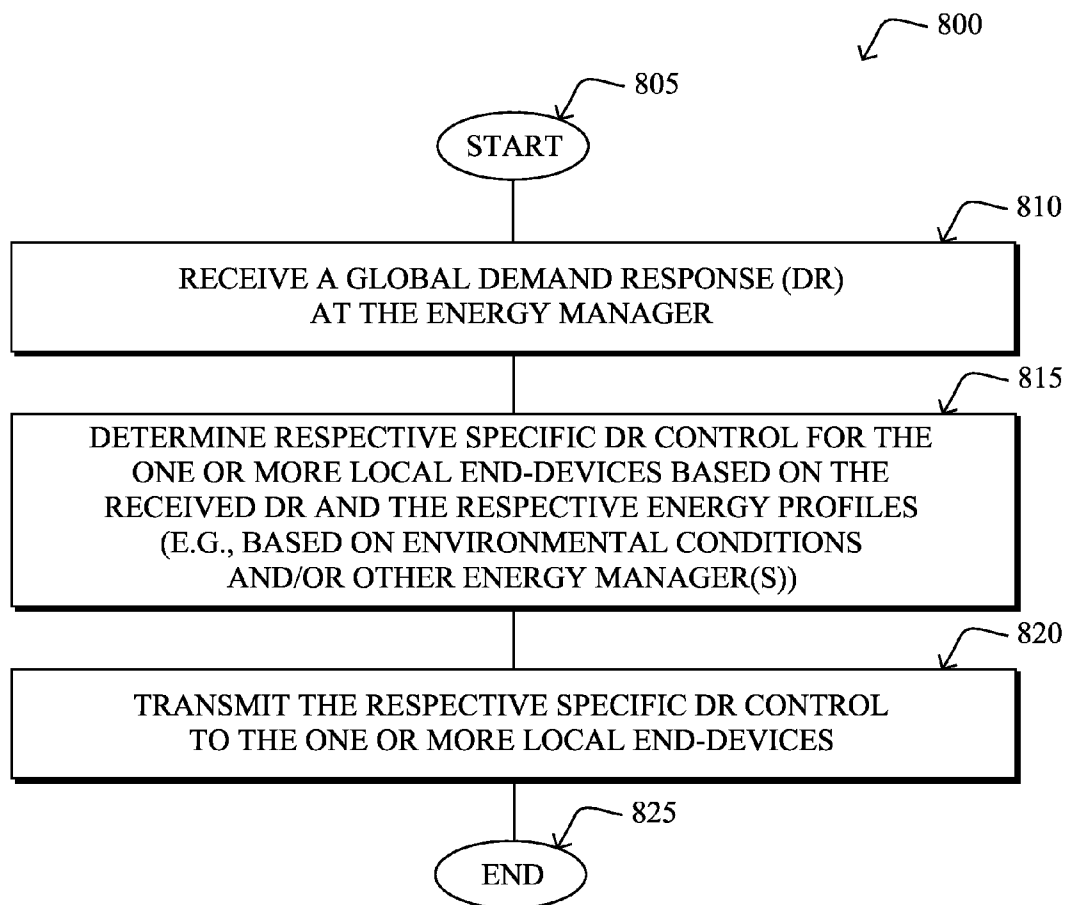 800
805
START
810
RECEIVE A GLOBAL DEMAND RESPONSE (DR)
AT THE ENERGY MANAGER
815
DETERMINE RESPECTIVE SPECIFIC DR CONTROL FOR THE
ONE OR MORE LOCAL END-DEVICES BASED ON THE
RECEIVED DR AND THE RESPECTIVE ENERGY PROFILES
(E.G., BASED ON ENVIRONMENTAL CONDITIONS
AND/OR OTHER ENERGY MANAGER(S))
820
TRANSMIT THE RESPECTIVE SPECIFIC DR CONTROL
TO THE ONE OR MORE LOCAL END-DEVICES
825
END